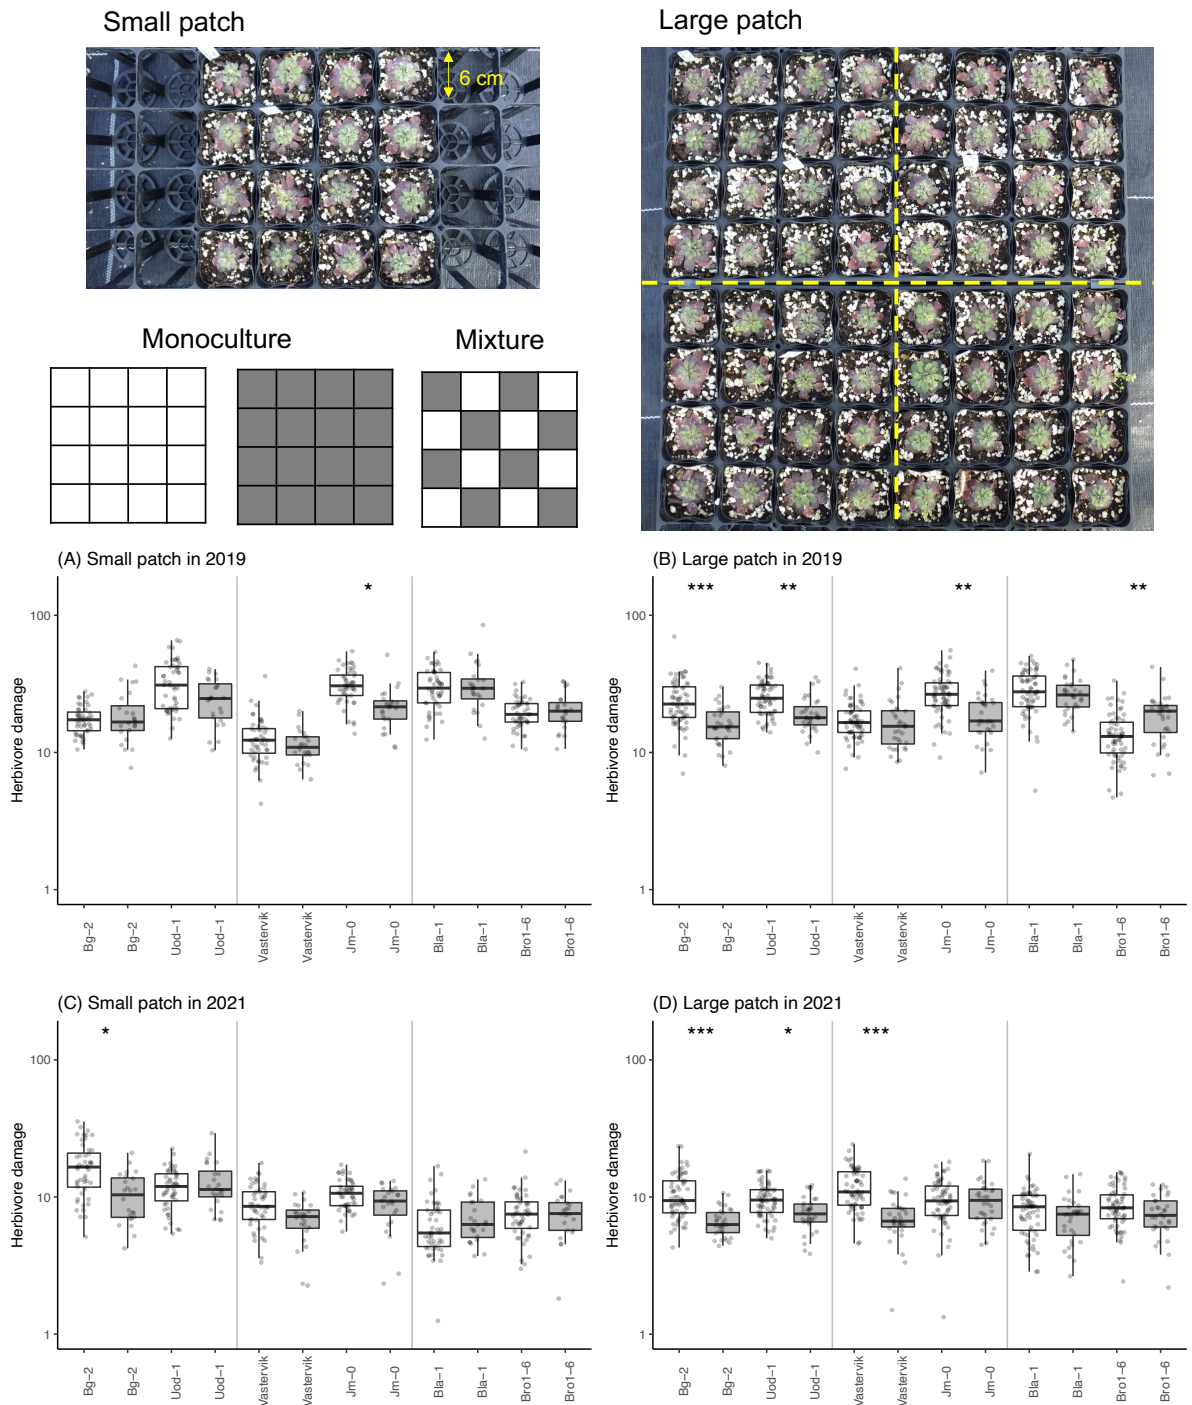 Small patch
Large patch
6 cm
Monoculture
Mixture
(A) Small patch in 2019
*
Herbivore damage
100
10
1
Bg−2
Bg−2
Uod−1
Uod−1
Vastervik
Vastervik
Jm−0
Jm−0
Bla−1
Bla−1
Bro1−6
Bro1−6
(B) Large patch in 2019
***
**
**
**
Herbivore damage
100
10
1
Bg−2
Bg−2
Uod−1
Uod−1
Vastervik
Vastervik
Jm−0
Jm−0
Bla−1
Bla−1
Bro1−6
Bro1−6
(C) Small patch in 2021
*
Herbivore damage
100
10
1
Bg−2
Bg−2
Uod−1
Uod−1
Vastervik
Vastervik
Jm−0
Jm−0
Bla−1
Bla−1
Bro1−6
Bro1−6
(D) Large patch in 2021
***
*
***
Herbivore damage
100
10
1
Bg−2
Bg−2
Uod−1
Uod−1
Vastervik
Vastervik
Jm−0
Jm−0
Bla−1
Bla−1
Bro1−6
Bro1−6